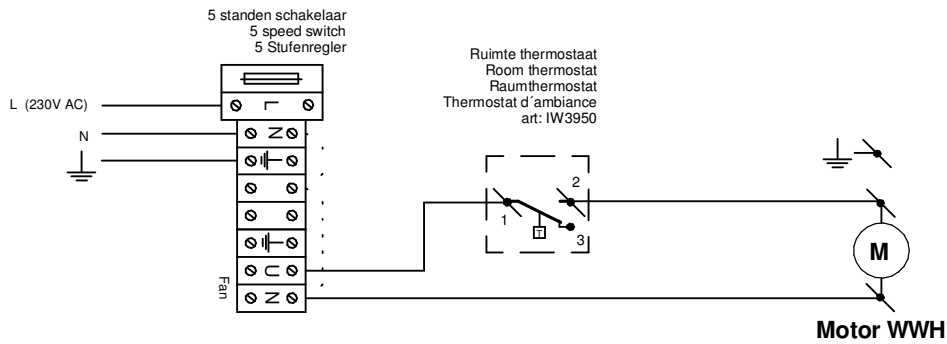 5 standen schakelaar
5 speed switch
5 Stufenregler
Ruimte thermostaat
Room thermostat
Raumthermostat
Thermostat d´ambiance
art: IW3950
L (230V AC)
L
N
N
1
2
3
T
U
N
Fan
M
Motor WWH